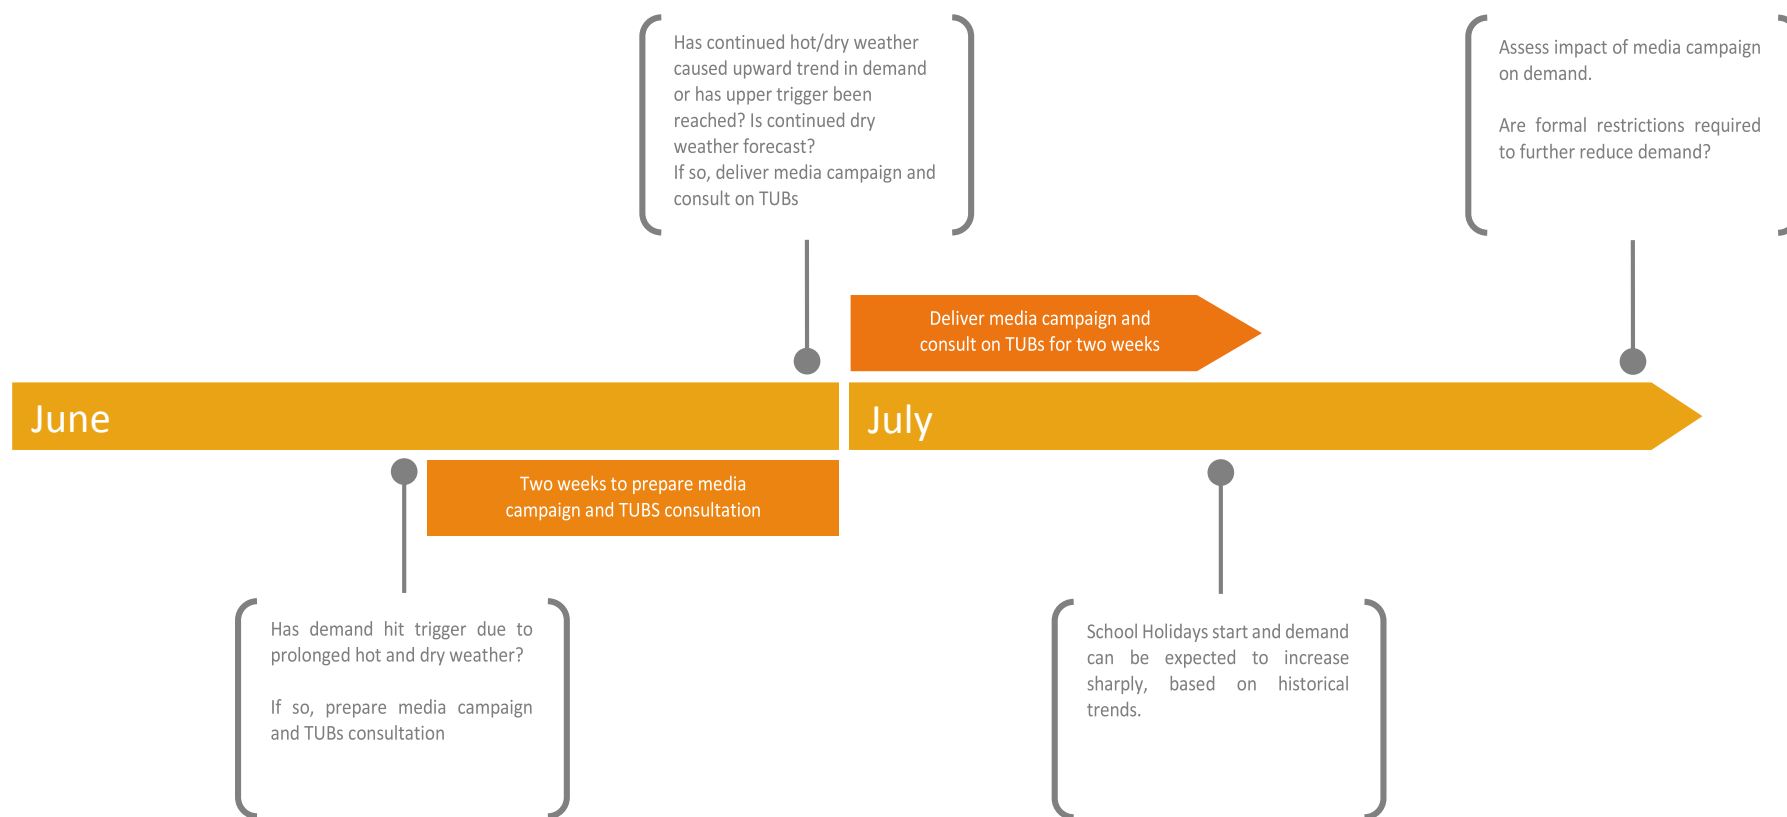 Has continued hot/dry weather
caused upward trend in demand
or has upper trigger been
reached? Is continued dry
weather forecast?
If so, deliver media campaign and
consult on TUBs
Assess impact of media campaign
on demand.
Are formal restrictions required
to further reduce demand?
Deliver media campaign and
consult on TUBs for two weeks
June
July
Two weeks to prepare media
campaign and TUBS consultation
Has demand hit trigger due to
prolonged hot and dry weather?
If so, prepare media campaign
and TUBs consultation
School Holidays start and demand
can be expected to increase
sharply, based on historical
trends.